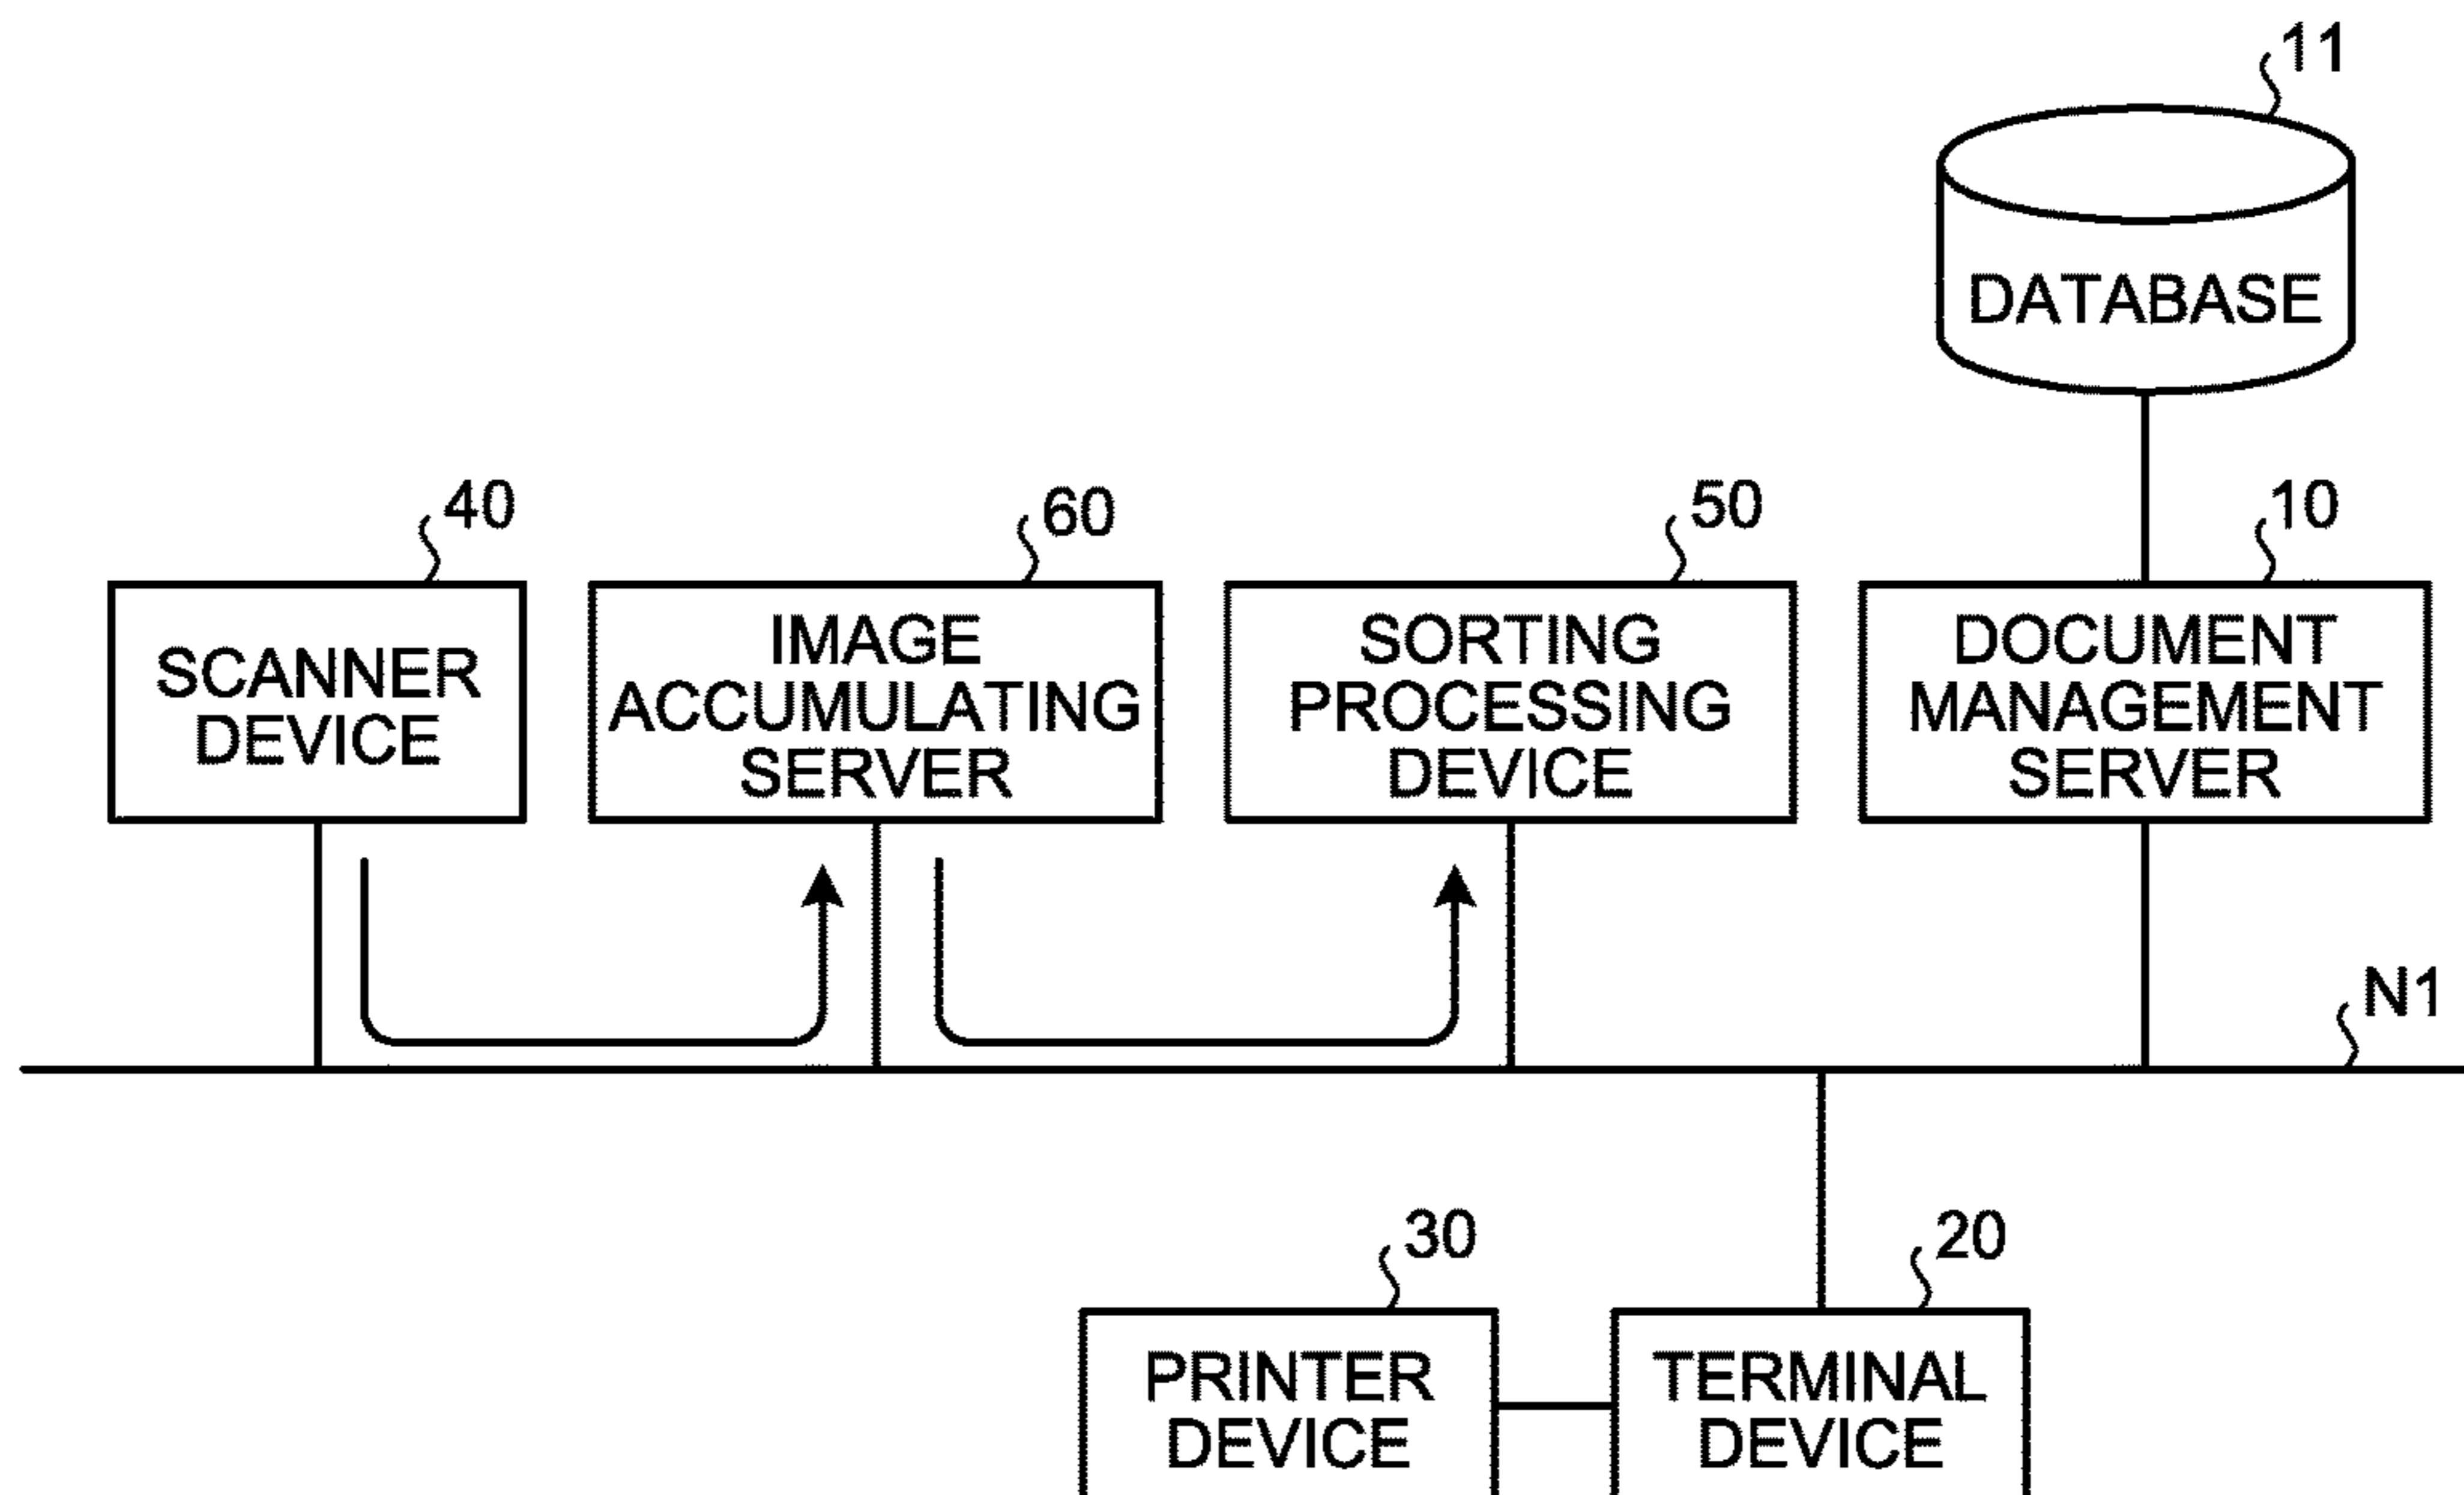 11
DATABASE
40
60
50
10
SCANNER
DEVICE
IMAGE
ACCUMULATING
SERVER
SORTING
PROCESSING
DEVICE
DOCUMENT
MANAGEMENT
SERVER
N1
30
20
PRINTER
DEVICE
TERMINAL
DEVICE